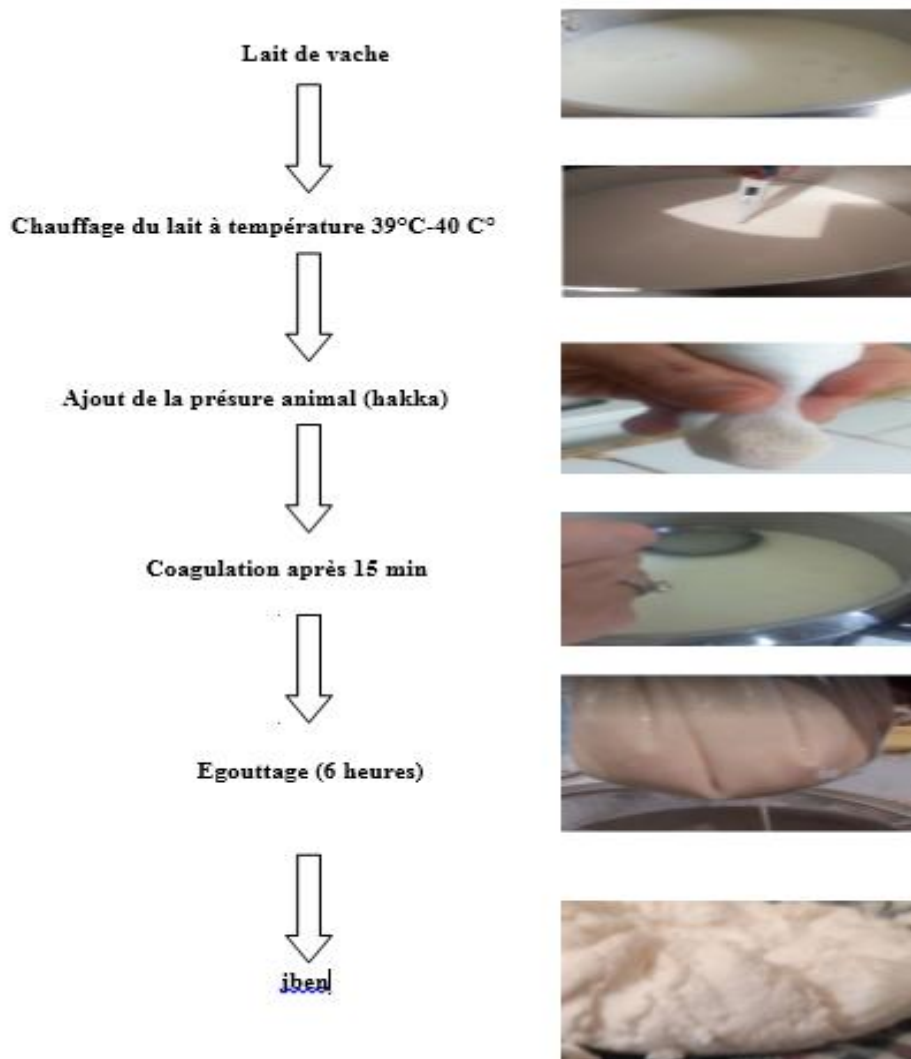 Lait de vache
Chauffage du lait à température 39°C-40 C°
Ajout de la présure animal (hakka)
Coagulation après 15 min
Egouttage (6 heures)
jben